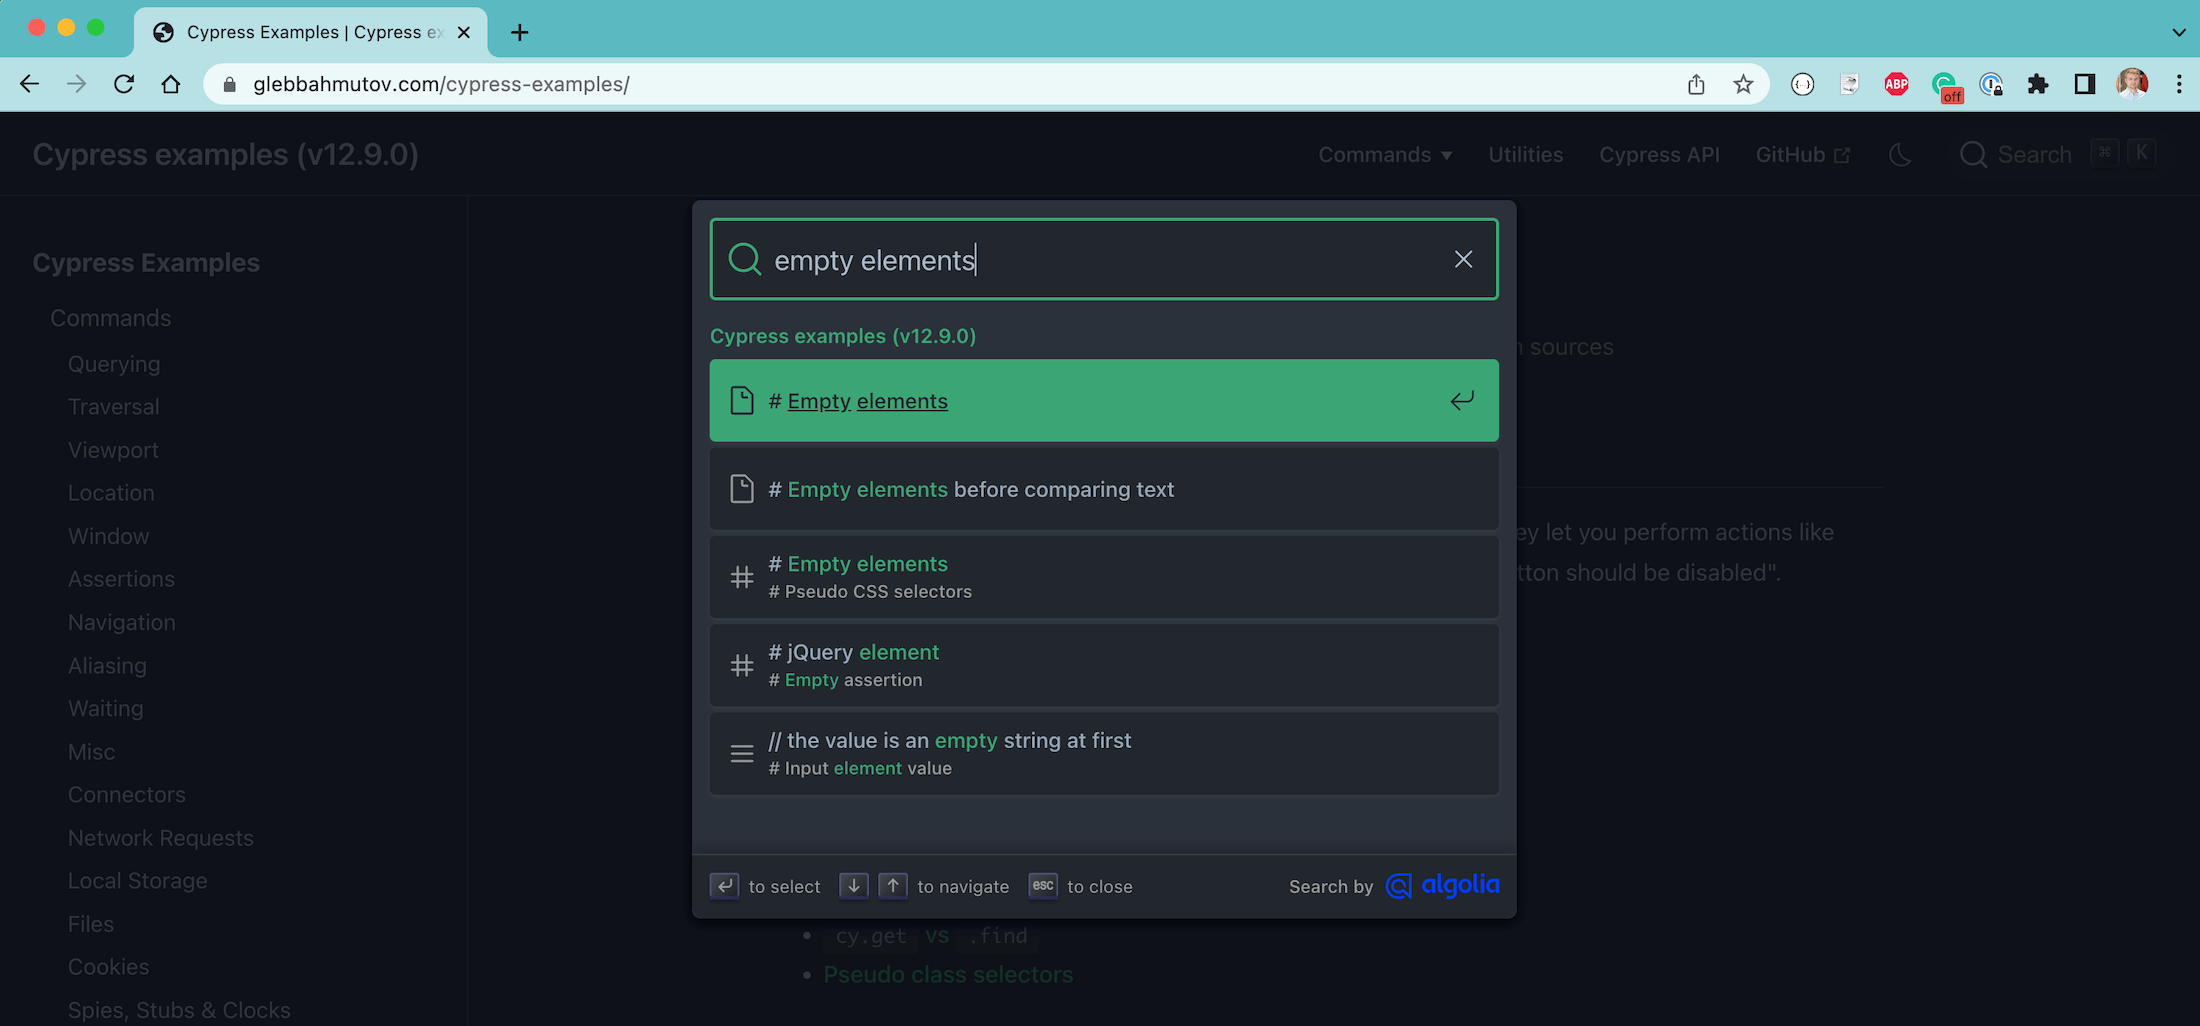 Cypress Examples | Cypress ex
glebbahmutov.com/cypress-examples/
ABP
off
Cypress examples (v12.9.0)
Commands
Utilities
Cypress API
GitHub
Search
⌘
K
Cypress Examples
Commands
Querying
Traversal
Viewport
Location
Window
Assertions
Navigation
Aliasing
Waiting
Misc
Connectors
Network Requests
Local Storage
Files
Cookies
Spies, Stubs & Clocks
empty elements
Cypress examples (v12.9.0)
# Empty elements
# Empty elements before comparing text
# Empty elements
# Pseudo CSS selectors
# jQuery element
# Empty assertion
// the value is an empty string at first
# Input element value
to select
to navigate
esc to close
Search by algolia
sources
let you perform actions like
should be disabled".
cy.get vs .find
Pseudo class selectors